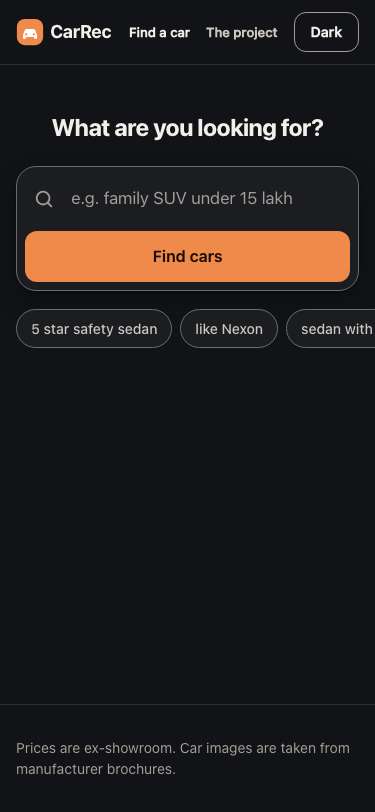 CarRec Find a car The project Dark
What are you looking for?
e.g. family SUV under 15 lakh
Find cars
5 star safety sedan like Nexon sedan with
Prices are ex-showroom. Car images are taken from
manufacturer brochures.